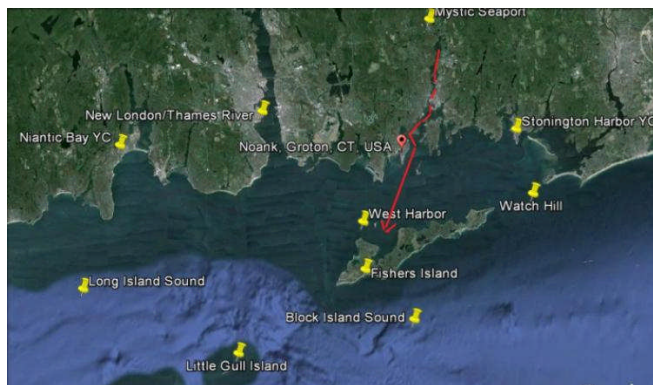 Mystic Seaport
New London/Thames River
Stonington Harbor YC
Niantic Bay YC
Noank, Groton, CT, USA
Watch Hill
West Harbor
Fishers Island
Long Island Sound
Block Island Sound
Little Gull Island